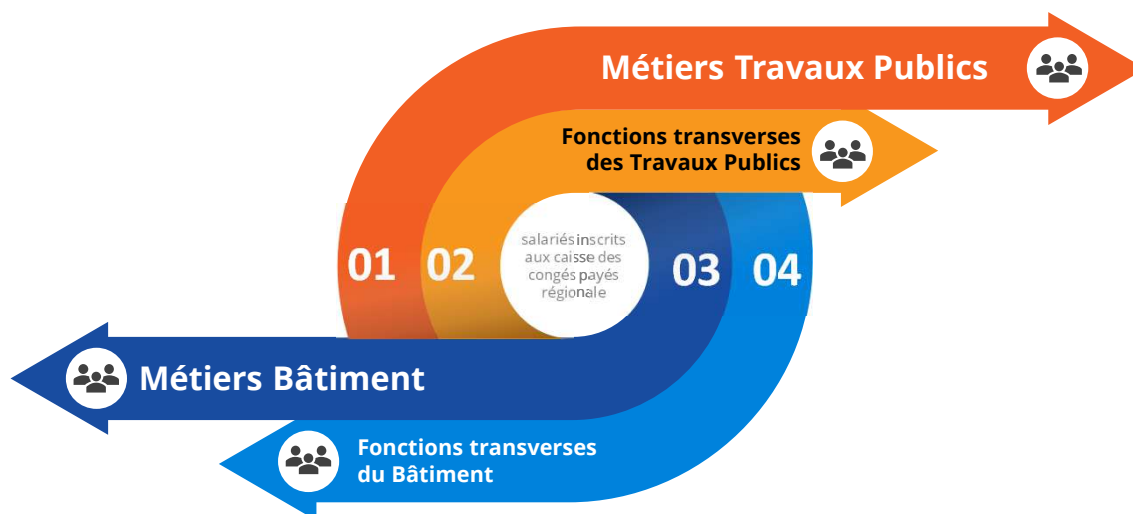 Métiers Travaux Publics
Fonctions transverses
des Travaux Publics
01
02
salariés inscrits
aux caisse des
congés payés
régionale
03
04
Métiers Bâtiment
Fonctions transverses
du Bâtiment